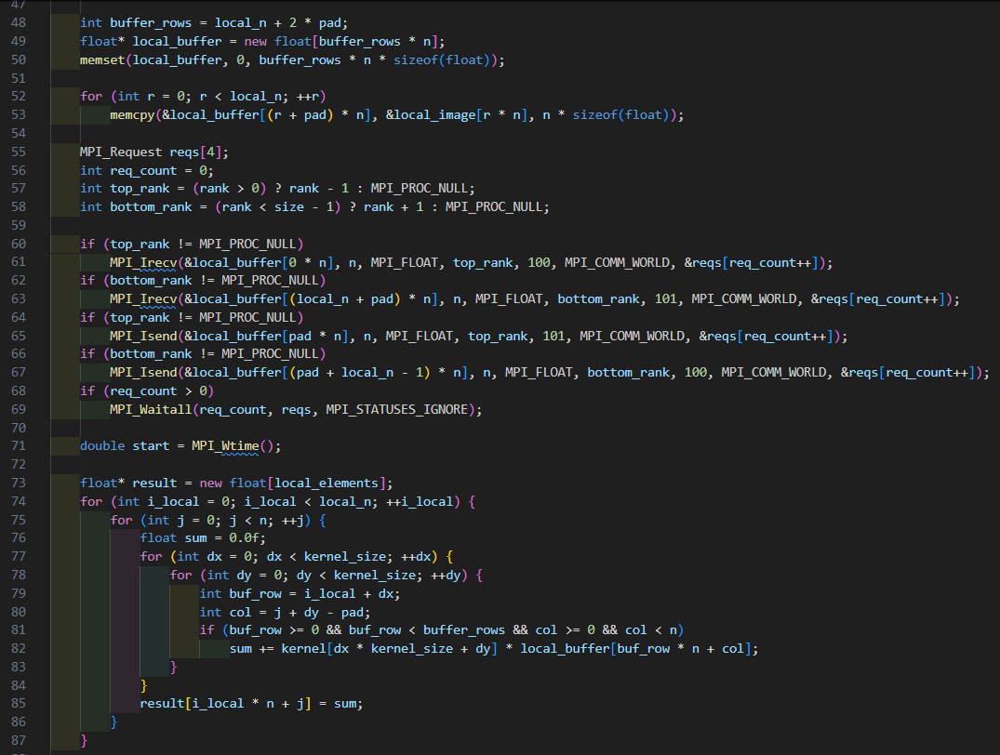 47
48 int buffer_rows = local_n + 2 * pad;
49 float* local_buffer = new float[buffer_rows * n];
50 memset(local_buffer, 0, buffer_rows * n * sizeof(float));
51
52 for (int r = 0; r < local_n; ++r)
53 memcpy(&local_buffer[(r + pad) * n], &local_image[r * n], n * sizeof(float));
54
55 MPI_Request reqs[4];
56 int req_count = 0;
57 int top_rank = (rank > 0) ? rank - 1 : MPI_PROC_NULL;
58 int bottom_rank = (rank < size - 1) ? rank + 1 : MPI_PROC_NULL;
59
60 if (top_rank != MPI_PROC_NULL)
61 MPI_Irecv(&local_buffer[0 * n], n, MPI_FLOAT, top_rank, 100, MPI_COMM_WORLD, &reqs[req_count++]);
62 if (bottom_rank != MPI_PROC_NULL)
63 MPI_Irecv(&local_buffer[(local_n + pad) * n], n, MPI_FLOAT, bottom_rank, 101, MPI_COMM_WORLD, &reqs[req_count++]);
64 if (top_rank != MPI_PROC_NULL)
65 MPI_Isend(&local_buffer[pad * n], n, MPI_FLOAT, top_rank, 101, MPI_COMM_WORLD, &reqs[req_count++]);
66 if (bottom_rank != MPI_PROC_NULL)
67 MPI_Isend(&local_buffer[(pad + local_n - 1) * n], n, MPI_FLOAT, bottom_rank, 100, MPI_COMM_WORLD, &reqs[req_count++]);
68 if (req_count > 0)
69 MPI_Waitall(req_count, reqs, MPI_STATUSES_IGNORE);
70
71 double start = MPI_Wtime();
72
73 float* result = new float[local_elements];
74 for (int i_local = 0; i_local < local_n; ++i_local) {
75 for (int j = 0; j < n; ++j) {
76 float sum = 0.0f;
77 for (int dx = 0; dx < kernel_size; ++dx) {
78 for (int dy = 0; dy < kernel_size; ++dy) {
79 int buf_row = i_local + dx;
80 int col = j + dy - pad;
81 if (buf_row >= 0 && buf_row < buffer_rows && col >= 0 && col < n)
82 sum += kernel[dx * kernel_size + dy] * local_buffer[buf_row * n + col];
83 }
84 }
85 result[i_local * n + j] = sum;
86 }
87 }